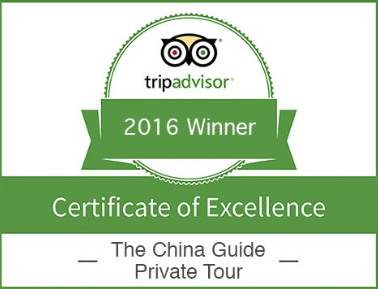 tripadvisor®
2016 Winner
Certificate of Excellence
The China Guide
Private Tour